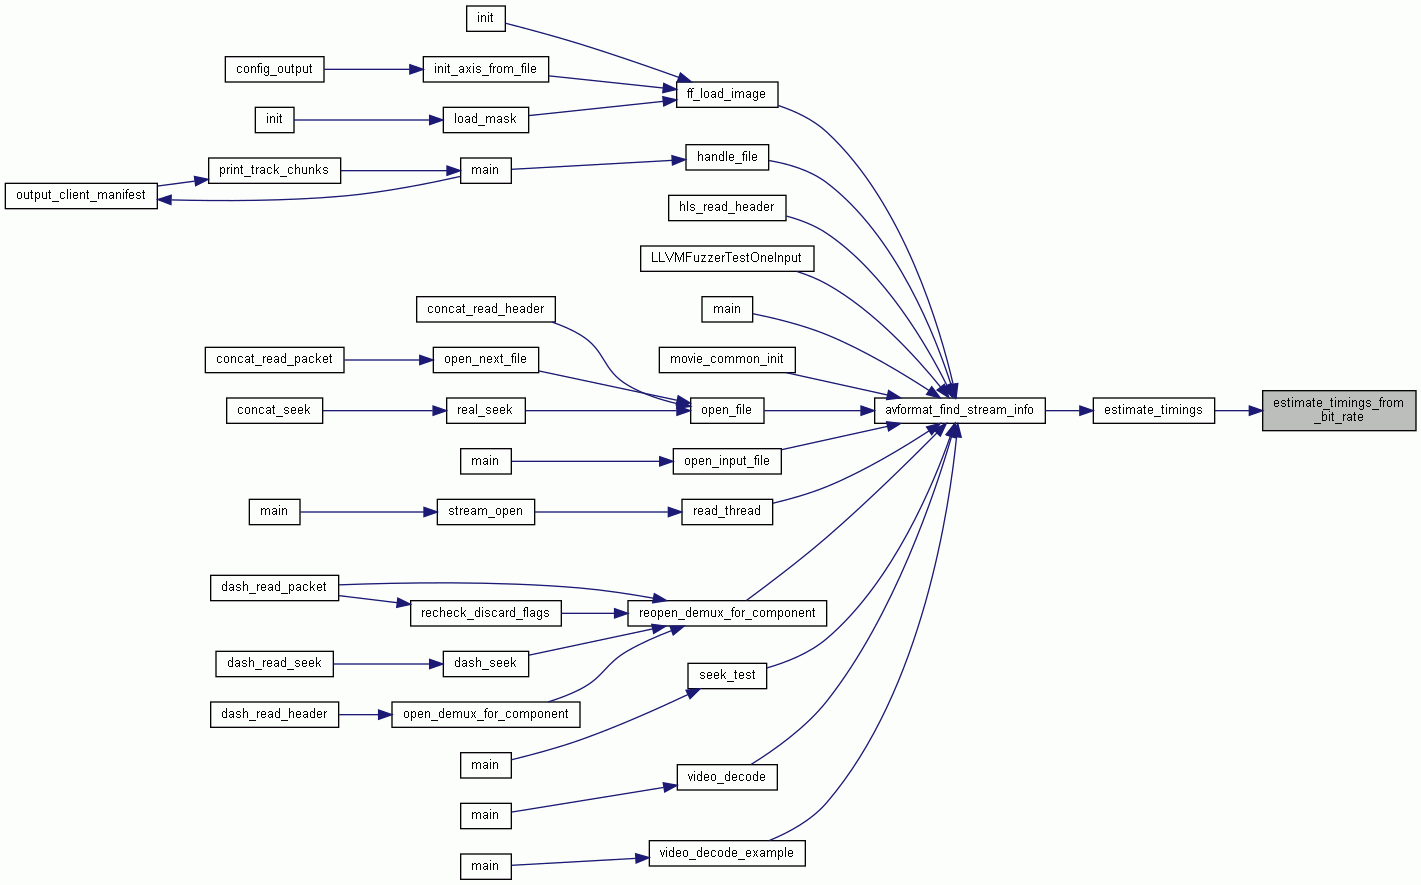 init
config_output
init_axis_from_file
ff_load_image
init
load_mask
handle_file
print_track_chunks
main
output_client_manifest
hls_read_header
LLVMFuzzerTestOneInput
concat_read_header
main
concat_read_packet
open_next_file
movie_common_init
concat_seek
real_seek
open_file
avformat_find_stream_info
estimate_timings
estimate_timings_from
_bit_rate
main
open_input_file
main
stream_open
read_thread
dash_read_packet
recheck_discard_flags
reopen_demux_for_component
dash_read_seek
dash_seek
seek_test
dash_read_header
open_demux_for_component
main
video_decode
main
video_decode_example
main